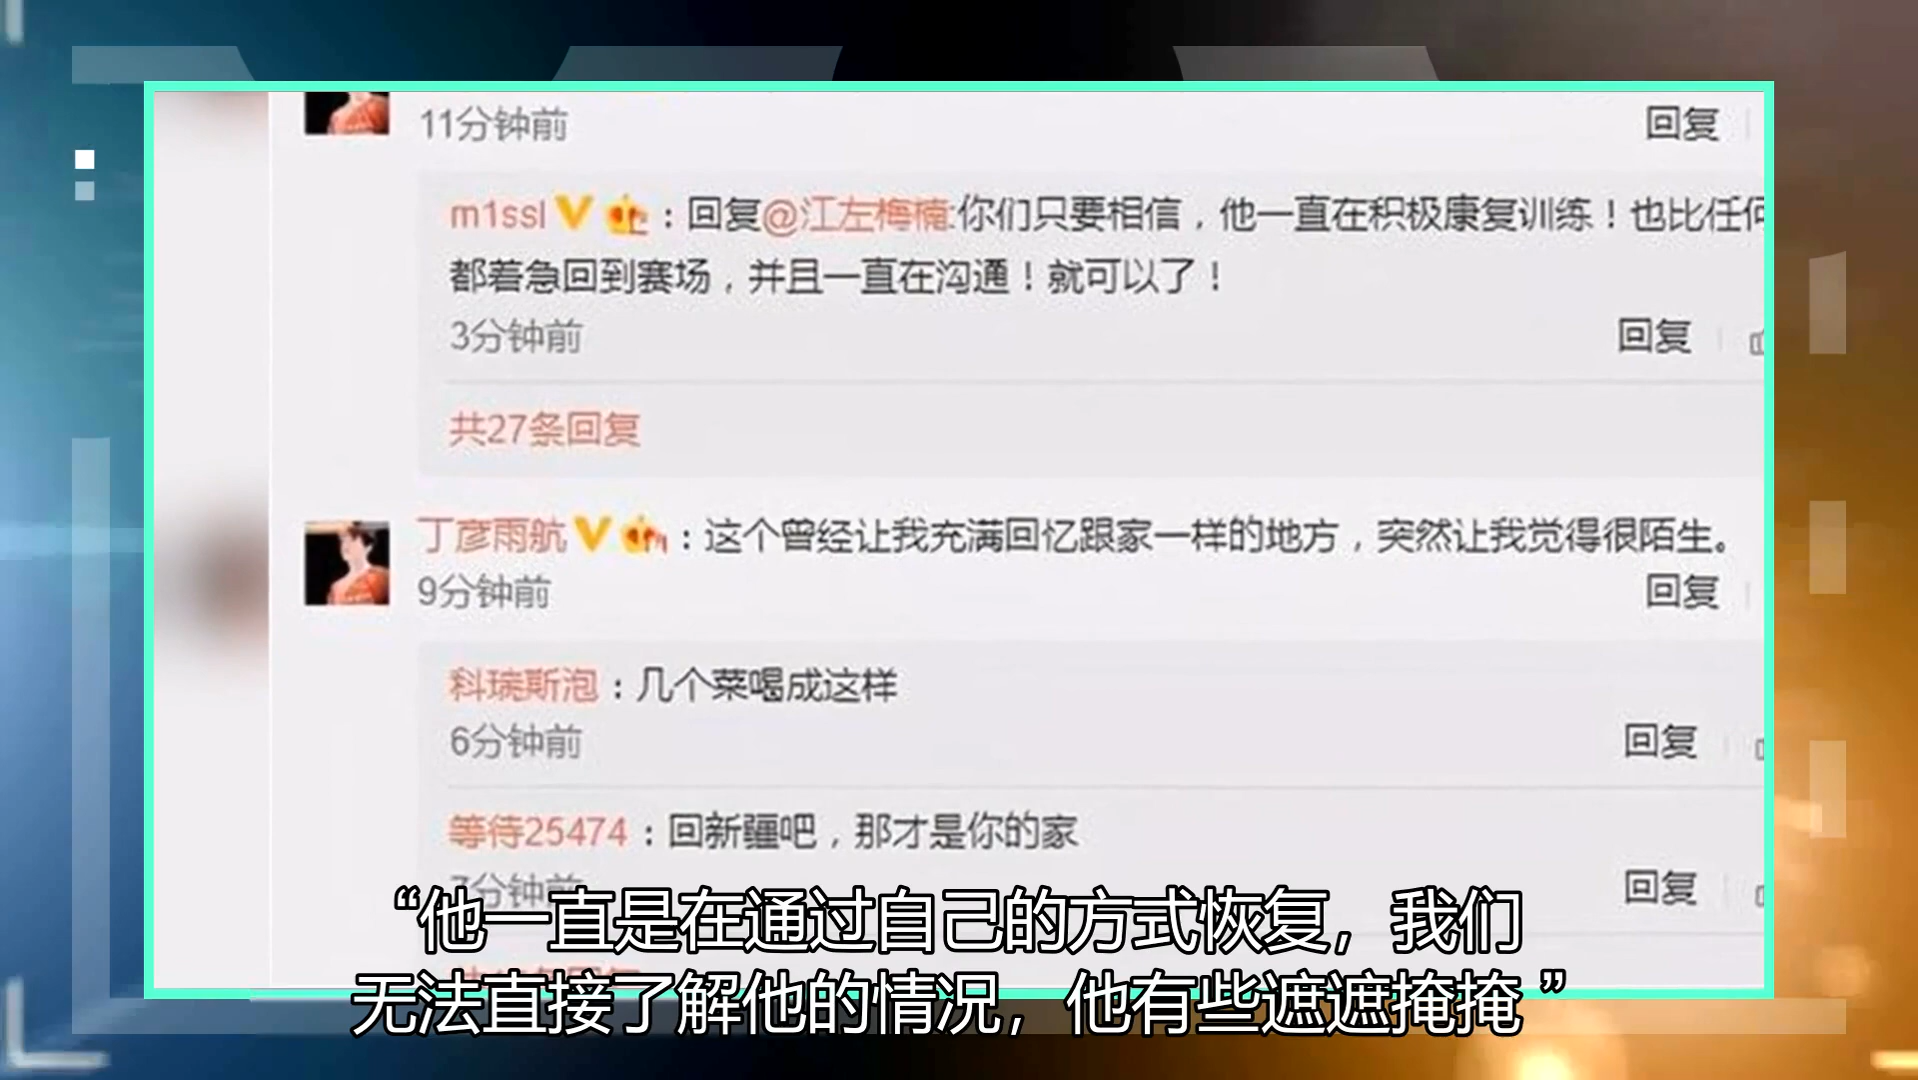 11分钟前
回复
m1ssl : 回复@江左梅楠:你们只要相信，他一直在积极康复训练！也比任何
都着急回到赛场，并且一直在沟通！就可以了！
3分钟前
回复
共27条回复
丁彦雨航 : 这个曾经让我充满回忆跟家一样的地方，突然让我觉得很陌生。
9分钟前
回复
科瑞斯泡 : 几个菜喝成这样
6分钟前
回复
等待25474 : 回新疆吧，那才是你的家
7分钟前
回复
“他一直是在通过自己的方式恢复，我们
无法直接了解他的情况，他有些遮遮掩掩 ”